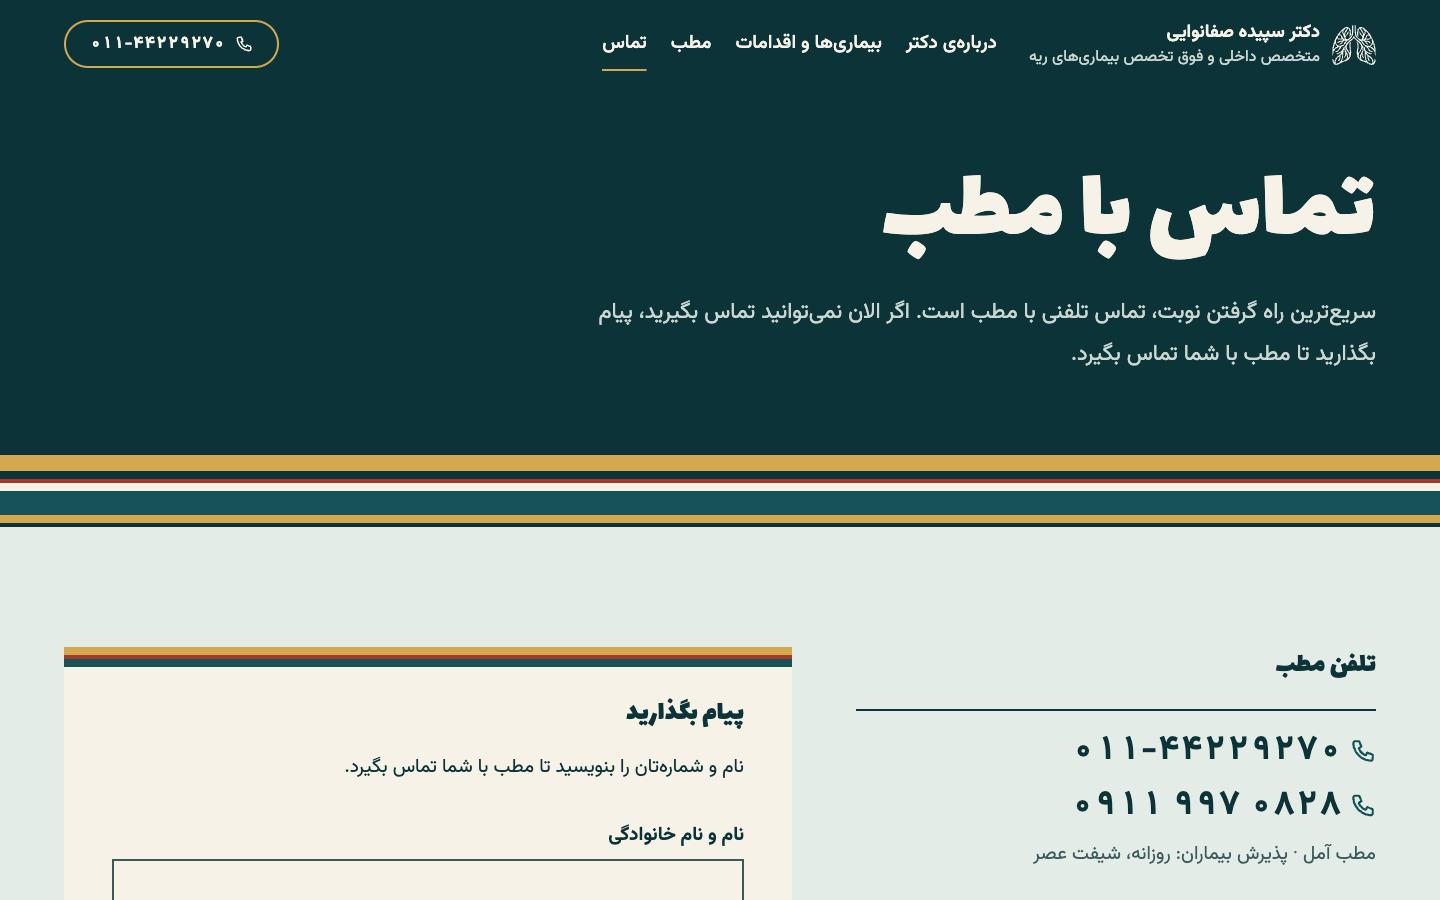 دکتر سپیده صفانوایی
متخصص داخلی و فوق تخصص بیماری‌های ریه
درباره‌ی دکتر
بیماری‌ها و اقدامات
مطب
تماس
۰۱۱-۴۴۲۲۹۲۷۰
تماس با مطب
سریع‌ترین راه گرفتن نوبت، تماس تلفنی با مطب است. اگر الان نمی‌توانید تماس بگیرید، پیام
بگذارید تا مطب با شما تماس بگیرد.
تلفن مطب
۰۱۱-۴۴۲۲۹۲۷۰
۰۹۱۱ ۹۹۷ ۰۸۲۸
مطب آمل · پذیرش بیماران: روزانه، شیفت عصر
پیام بگذارید
نام و شماره‌تان را بنویسید تا مطب با شما تماس بگیرد.
نام و نام خانوادگی